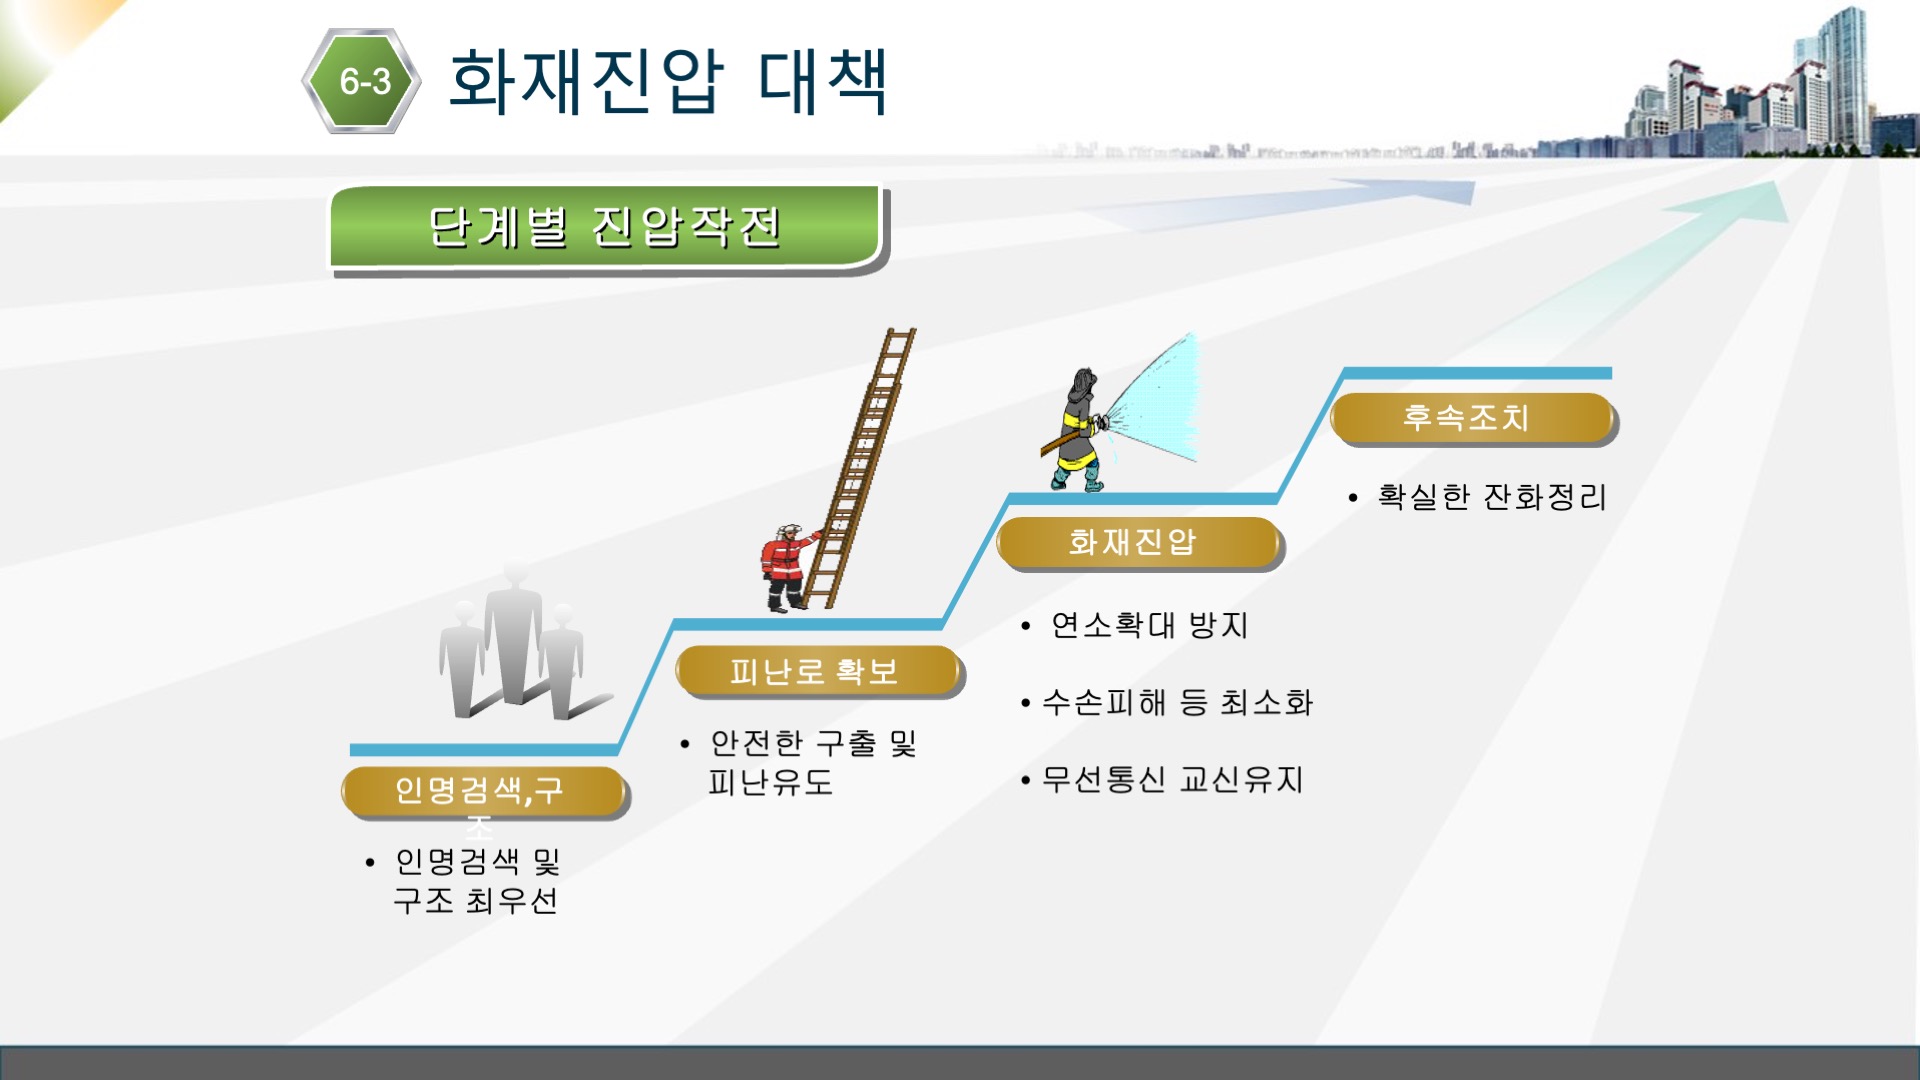 6-3
화재진압 대책
단계별 진압작전
인명검색,구
조
• 인명검색 및
구조 최우선
피난로 확보
• 안전한 구출 및
피난유도
화재진압
• 연소확대 방지
• 수손피해 등 최소화
• 무선통신 교신유지
후속조치
• 확실한 잔화정리